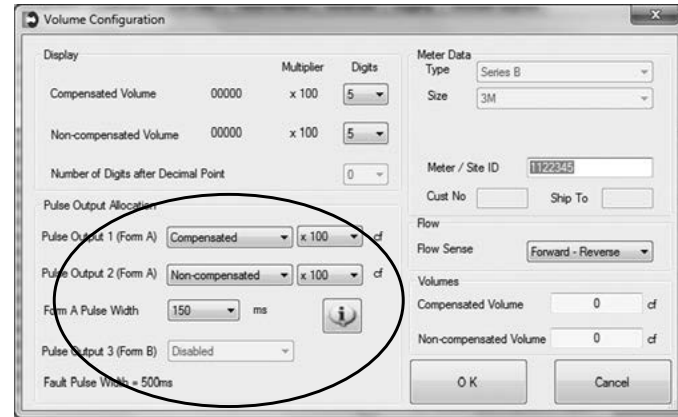 Volume Configuration
x
Display
Multiplier Digits
Compensated Volume 00000 x 100 5
Non-compensated Volume 00000 x 100 5
Number of Digits after Decimal Point 0
Pulse Output Allocation
Pulse Output 1 (Form A) Compensated x 100 cf
Pulse Output 2 (Form A) Non-compensated x 100 cf
Form A Pulse Width 150 ms
i
Pulse Output 3 (Form B) Disabled
Fault Pulse Width = 500ms
Meter Data
Type Series B
Size 3M
Meter / Site ID 1122345
Cust No Ship To
Flow
Flow Sense Forward - Reverse
Volumes
Compensated Volume 0 cf
Non-compensated Volume 0 cf
O K Cancel